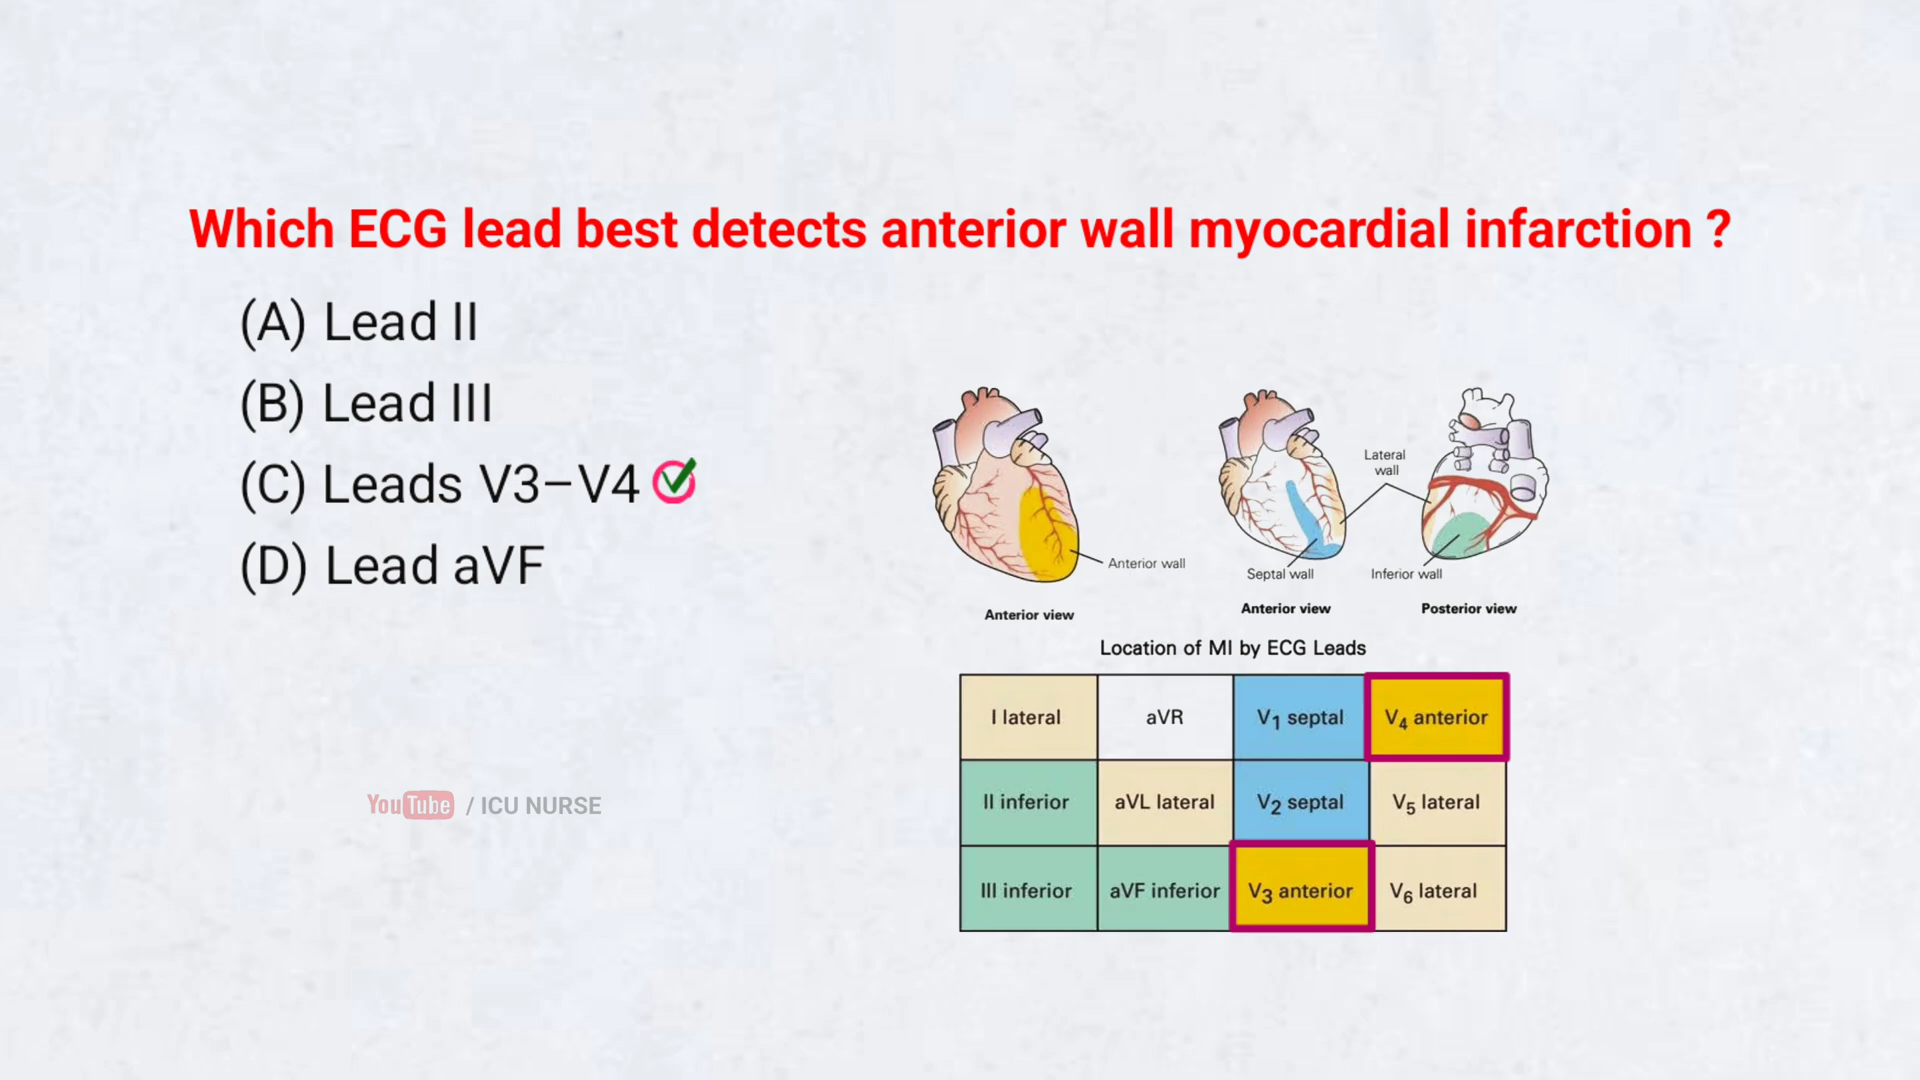 Which ECG lead best detects anterior wall myocardial infarction ?
(A) Lead II
(B) Lead III
(C) Leads V3–V4
(D) Lead aVF
Anterior wall
Anterior view
Lateral
wall
Septal wall
Inferior wall
Anterior view
Posterior view
Location of MI by ECG Leads
I lateral aVR V1 septal V4 anterior
II inferior aVL lateral V2 septal V5 lateral
III inferior aVF inferior V3 anterior V6 lateral
YouTube / ICU NURSE